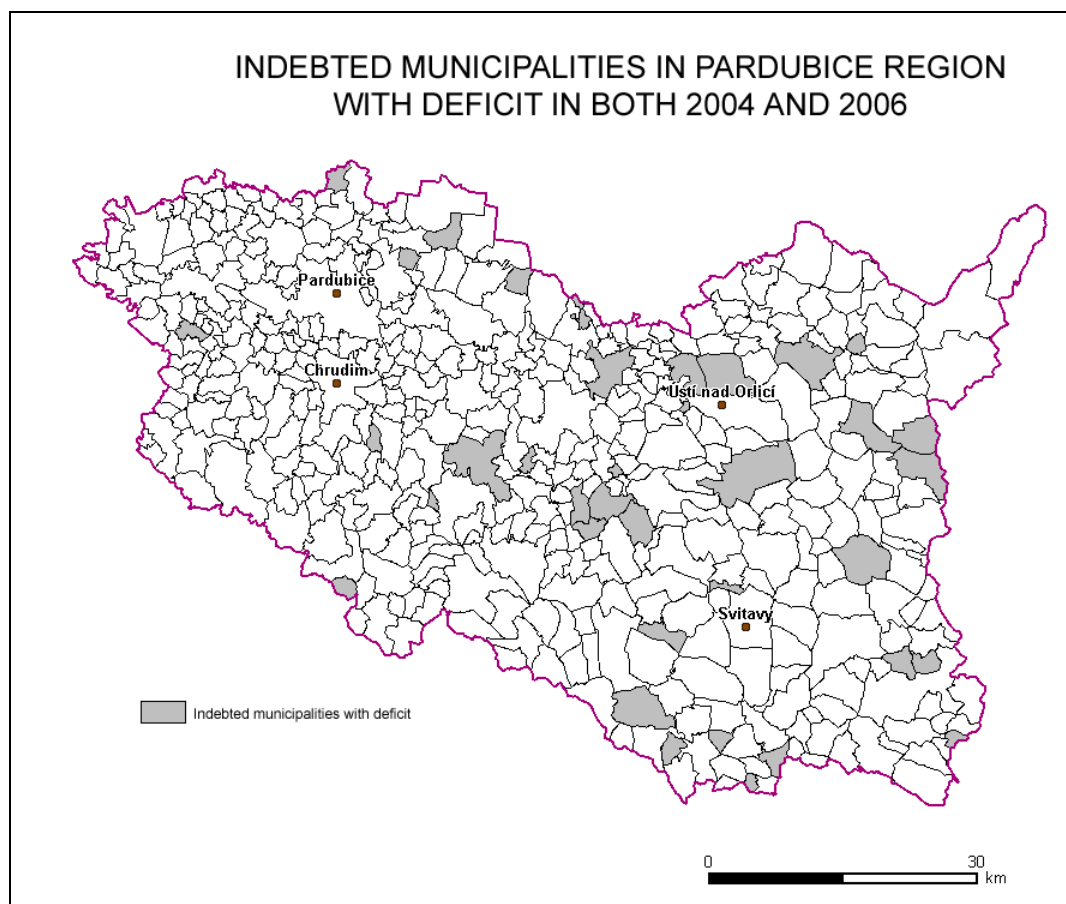 INDEBTED MUNICIPALITIES IN PARDUBICE REGION
WITH DEFICIT IN BOTH 2004 AND 2006
Pardubice
Chrudim
Ústí nad Orlicí
Svitavy
Indebted municipalities with deficit
0 30
km